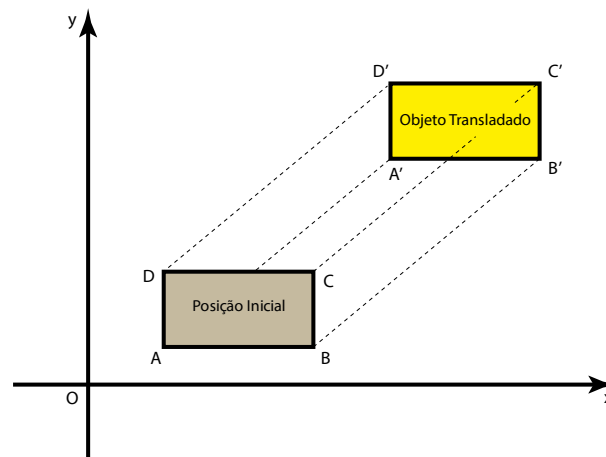 y
D’
C’
Objeto Transladado
A’
B’
D
C
Posição Inicial
A
B
O
x